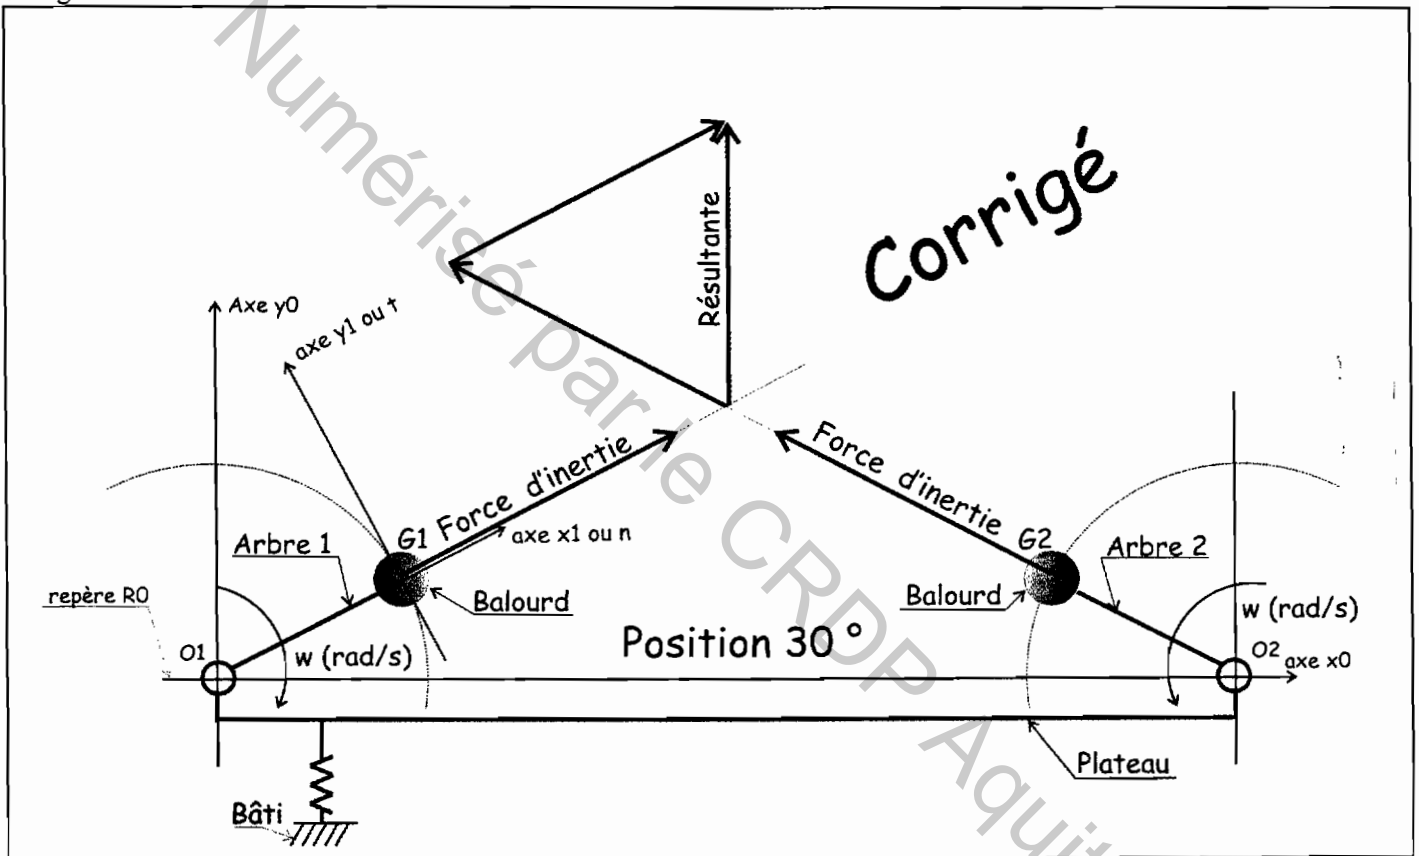 Numérisé par le CRDP Aquit
Corrigé
Résultante
Axe y0
axe y1 ou t
Force d'inertie
Force d'inertie
G1
axe x1 ou n
G2
Arbre 1
Arbre 2
repère R0
Balourd
Balourd
w (rad/s)
Position 30°
O1
w (rad/s)
O2
axe x0
Plateau
Bâti